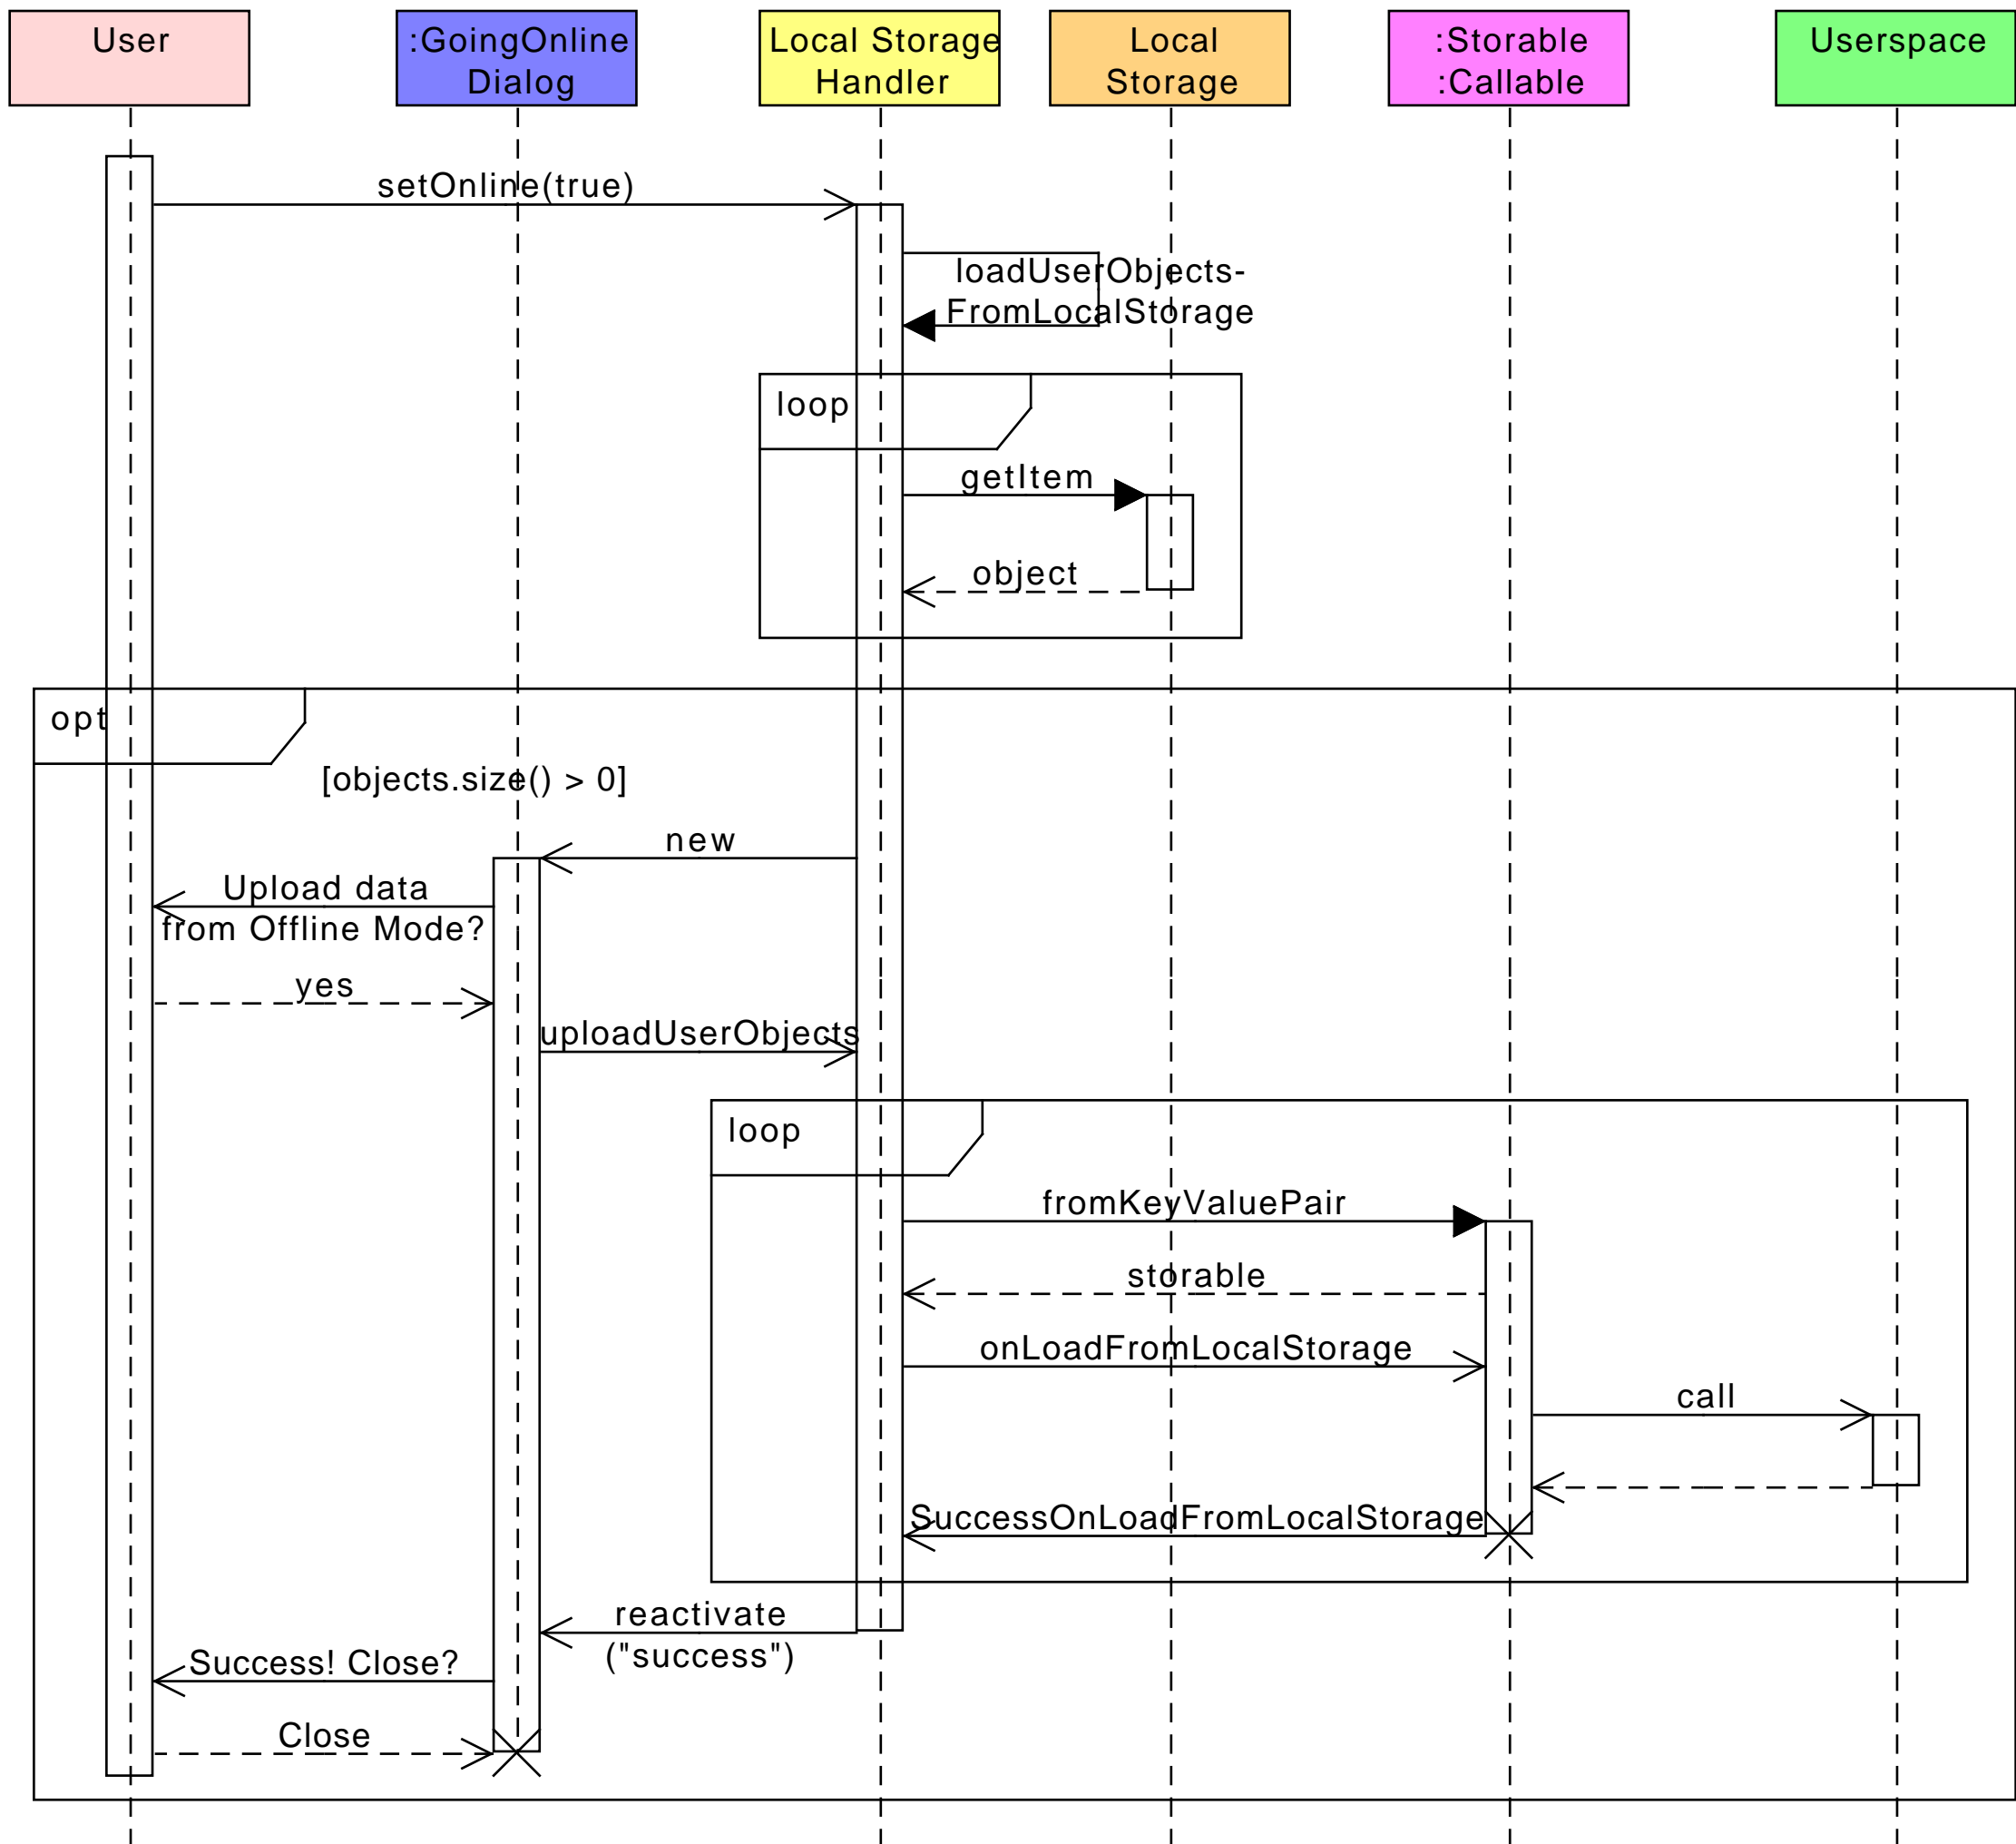 User
:GoingOnline
Dialog
Local Storage
Handler
Local
Storage
:Storable
:Callable
Userspace
setOnline(true)
loadUserObjects-
FromLocalStorage
loop
getItem
object
opt
[objects.size() > 0]
new
Upload data
from Offline Mode?
yes
uploadUserObjects
loop
fromKeyValuePair
storable
onLoadFromLocalStorage
call
SuccessOnLoadFromLocalStorage
reactivate
("success")
Success! Close?
Close